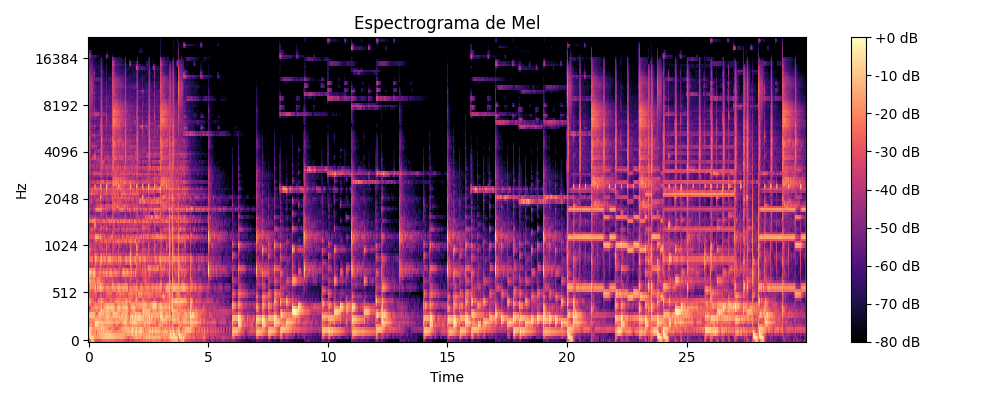 Espectrograma de Mel
Hz
16384
8192
4096
2048
1024
512
0
0 5 10 15 20 25
Time
+0 dB
-10 dB
-20 dB
-30 dB
-40 dB
-50 dB
-60 dB
-70 dB
-80 dB